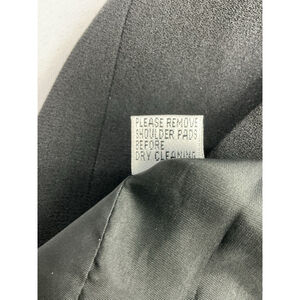 PLEASE REMOVE
SHOULDER PADS
BEFORE
DRY CLEANING